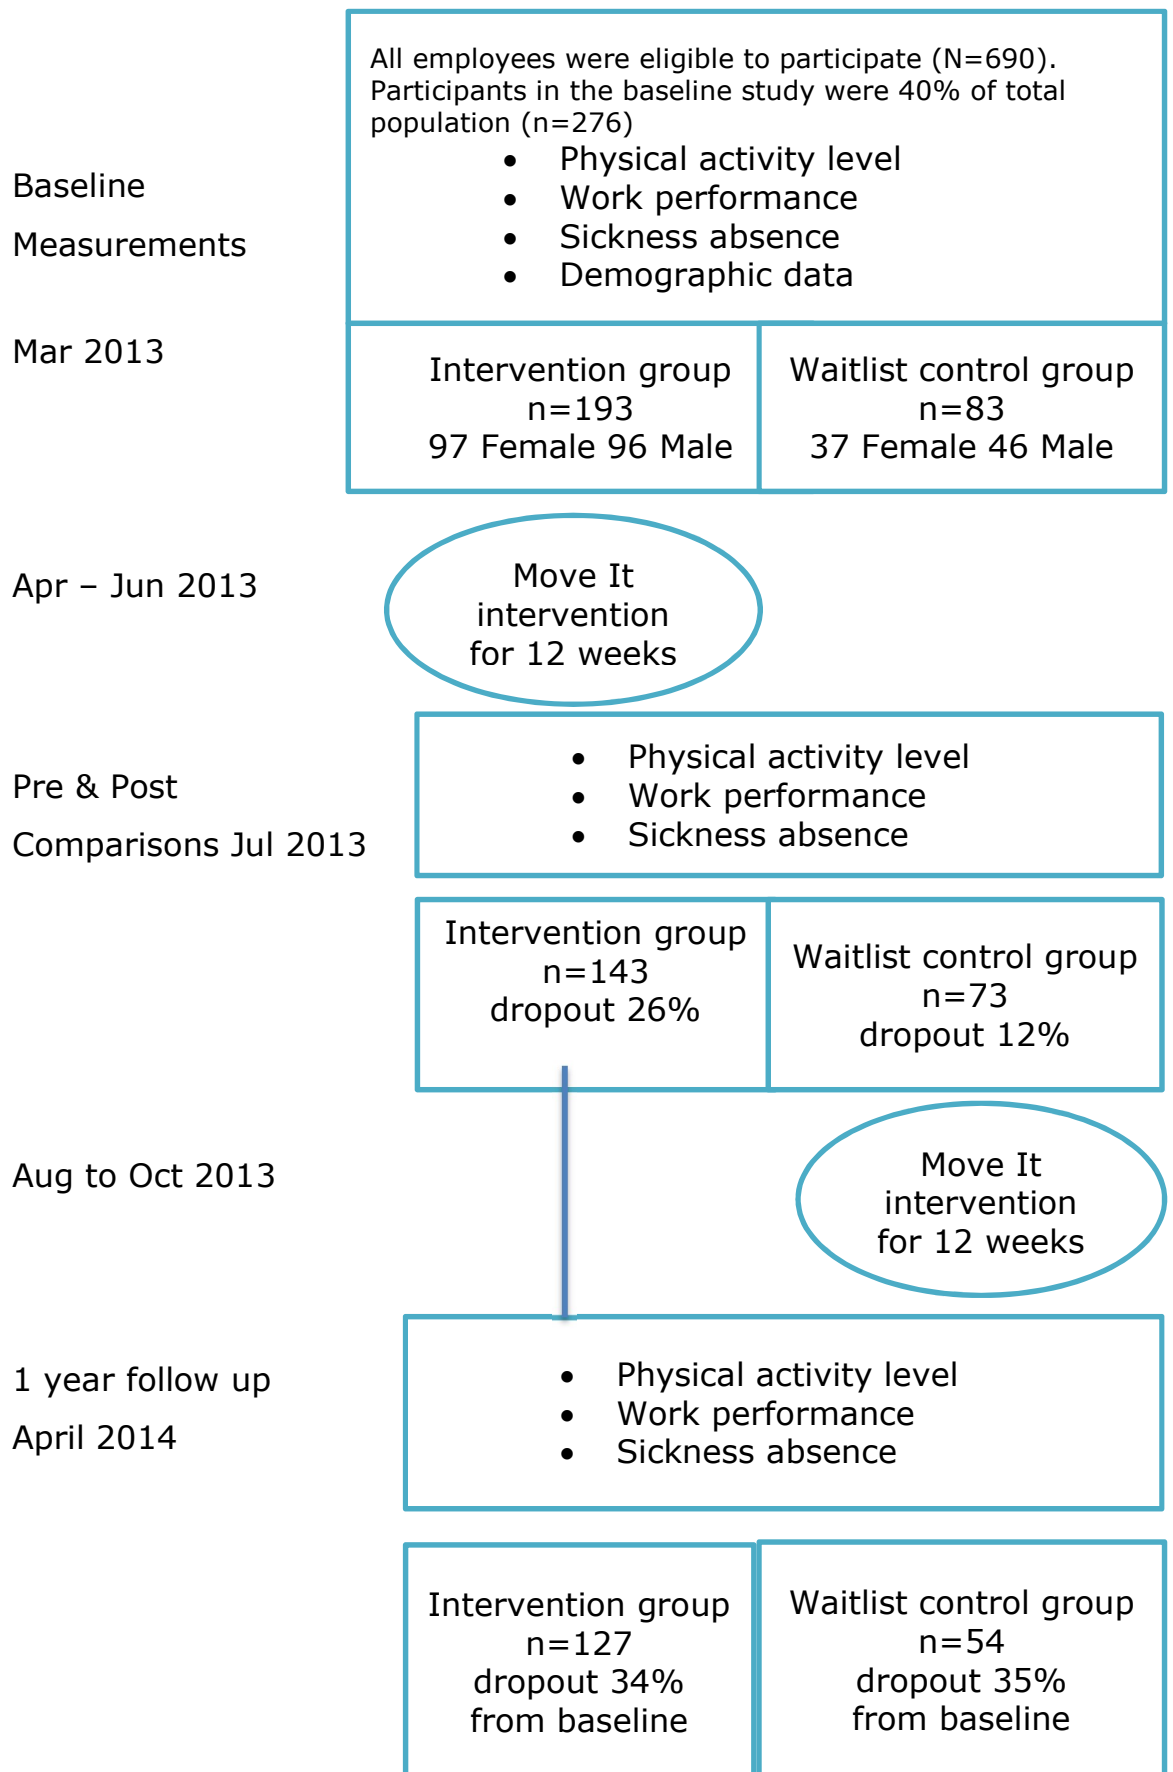 All employees were eligible to participate (N=690).
Participants in the baseline study were 40% of total
population (n=276)
• Physical activity level
• Work performance
• Sickness absence
• Demographic data
Baseline
Measurements
Mar 2013
Intervention group
n=193
97 Female 96 Male
Waitlist control group
n=83
37 Female 46 Male
Apr – Jun 2013
Move It
intervention
for 12 weeks
Pre & Post
Comparisons Jul 2013
• Physical activity level
• Work performance
• Sickness absence
Intervention group
n=143
dropout 26%
Waitlist control group
n=73
dropout 12%
Aug to Oct 2013
Move It
intervention
for 12 weeks
1 year follow up
April 2014
• Physical activity level
• Work performance
• Sickness absence
Intervention group
n=127
dropout 34%
from baseline
Waitlist control group
n=54
dropout 35%
from baseline